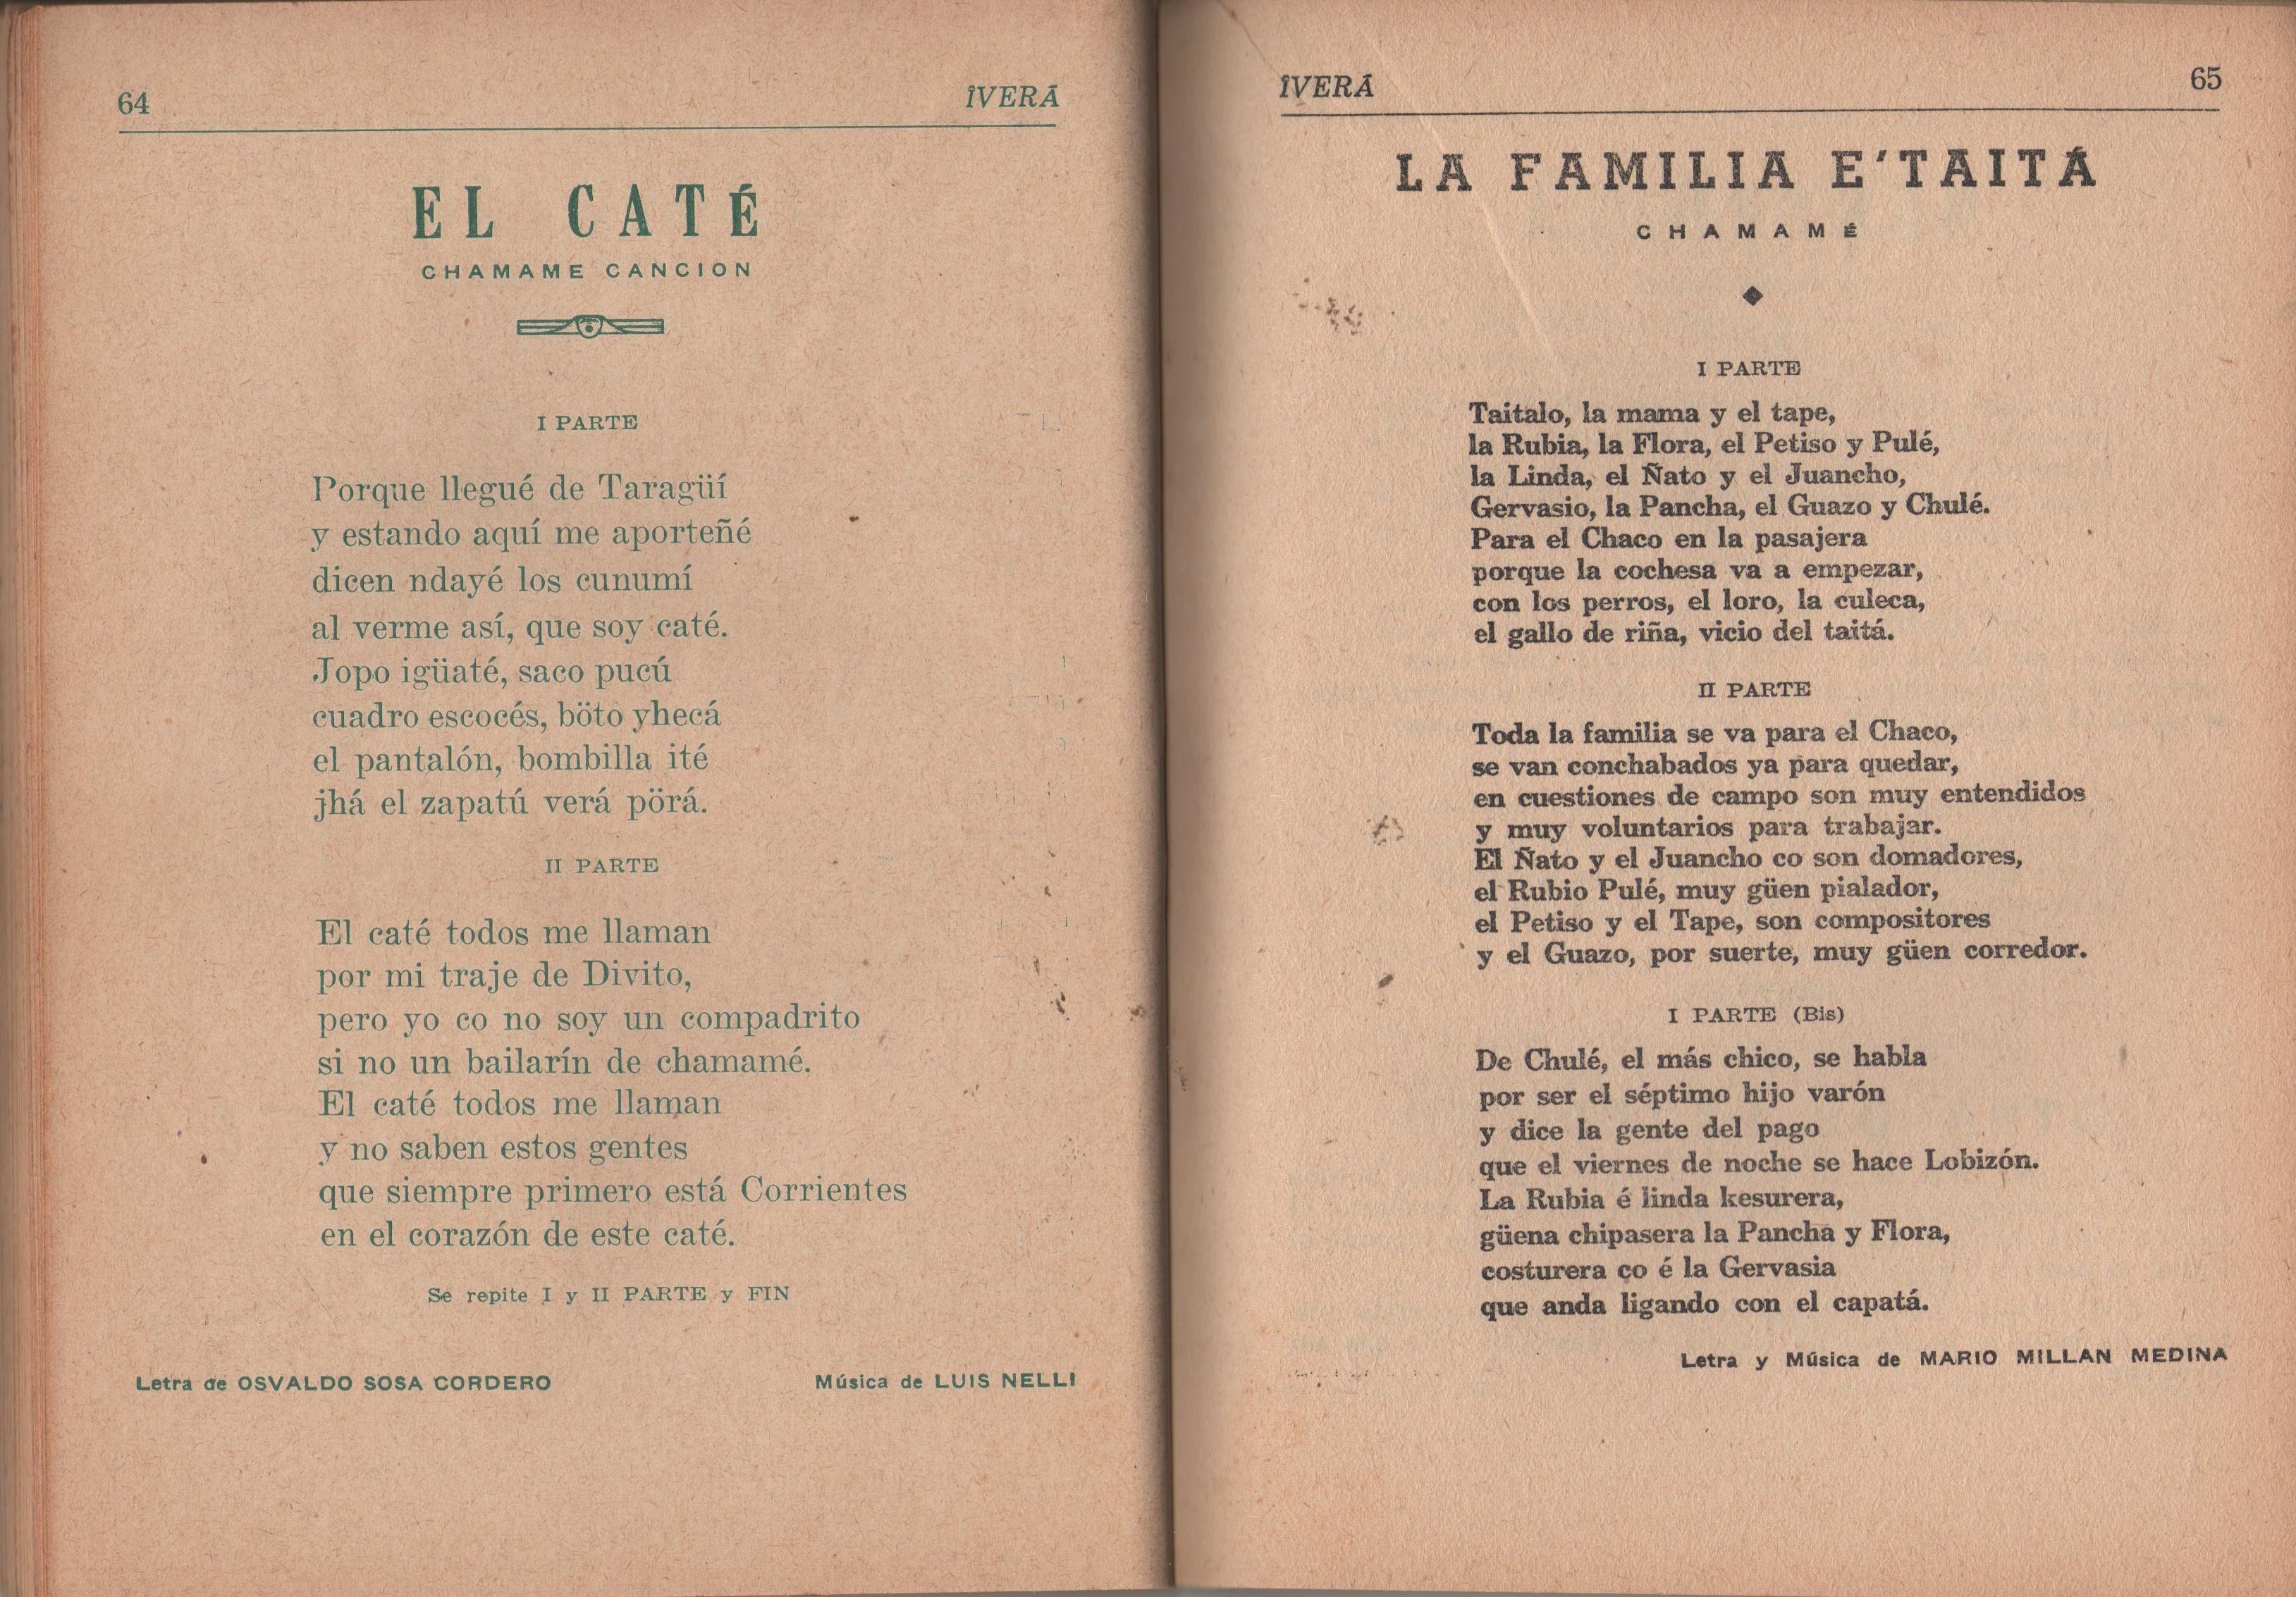 64
ÎVERÁ
EL CATÉ
CHAMAME CANCION
I PARTE
Porque llegué de Taragüí
y estando aquí me aporteñé
dicen ndayé los cunumí
al verme así, que soy caté.
Jopo igüaté, saco pucú
cuadro escocés, böto yhecá
el pantalón, bombilla ité
jhá el zapatú verá pörá.
II PARTE
El caté todos me llaman
por mi traje de Divito,
pero yo co no soy un compadrito
si no un bailarín de chamamé.
El caté todos me llaman
y no saben estos gentes
que siempre primero está Corrientes
en el corazón de este caté.
Se repite I y II PARTE y FIN
Letra de OSVALDO SOSA CORDERO
Música de LUIS NELLI
ÎVERÁ
65
LA FAMILIA E'TAITÁ
CHAMAMÉ
I PARTE
Taitalo, la mama y el tape,
la Rubia, la Flora, el Petiso y Pulé,
la Linda, el Ñato y el Juancho,
Gervasio, la Pancha, el Guazo y Chulé.
Para el Chaco en la pasajera
porque la cochesa va a empezar,
con los perros, el loro, la culeca,
el gallo de riña, vicio del taitá.
II PARTE
Toda la familia se va para el Chaco,
se van conchabados ya para quedar,
en cuestiones de campo son muy entendidos
y muy voluntarios para trabajar.
El Ñato y el Juancho co son domadores,
el Rubio Pulé, muy güen pialador,
el Petiso y el Tape, son compositores
y el Guazo, por suerte, muy güen corredor.
I PARTE (Bis)
De Chulé, el más chico, se habla
por ser el séptimo hijo varón
y dice la gente del pago
que el viernes de noche se hace Lobizón.
La Rubia é linda kesurera,
güena chipasera la Pancha y Flora,
costurera co é la Gervasia
que anda ligando con el capatá.
Letra y Música de MARIO MILLAN MEDINA